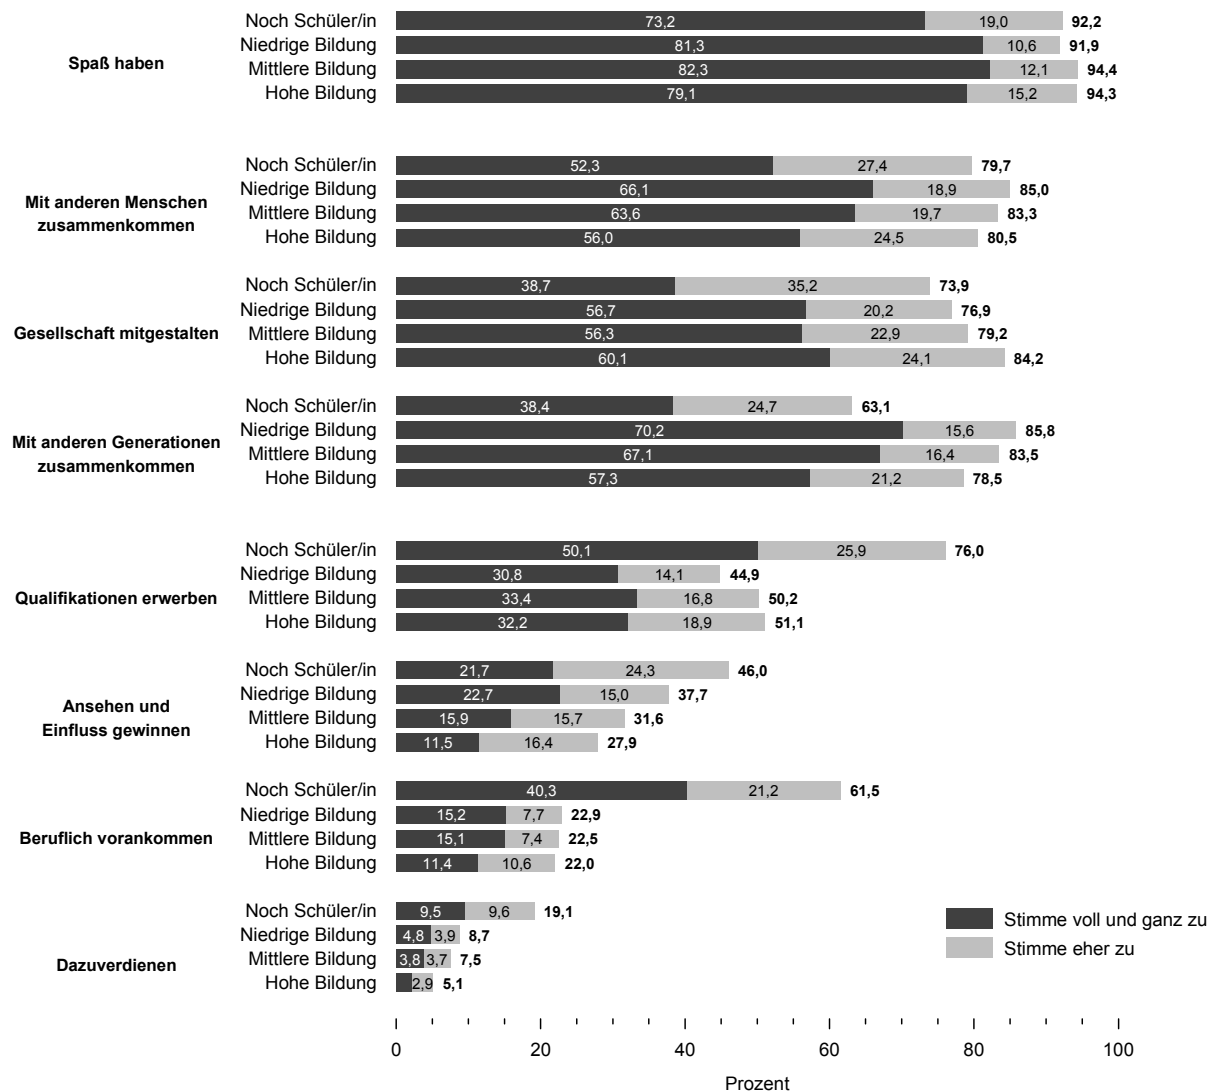 Noch Schüler/in 73,2 19,0 92,2
Niedrige Bildung 81,3 10,6 91,9
Spaß haben
Mittlere Bildung 82,3 12,1 94,4
Hohe Bildung 79,1 15,2 94,3
Noch Schüler/in 52,3 27,4 79,7
Niedrige Bildung 66,1 18,9 85,0
Mit anderen Menschen
zusammenkommen
Mittlere Bildung 63,6 19,7 83,3
Hohe Bildung 56,0 24,5 80,5
Noch Schüler/in 38,7 35,2 73,9
Niedrige Bildung 56,7 20,2 76,9
Gesellschaft mitgestalten
Mittlere Bildung 56,3 22,9 79,2
Hohe Bildung 60,1 24,1 84,2
Noch Schüler/in 38,4 24,7 63,1
Niedrige Bildung 70,2 15,6 85,8
Mit anderen Generationen
zusammenkommen
Mittlere Bildung 67,1 16,4 83,5
Hohe Bildung 57,3 21,2 78,5
Noch Schüler/in 50,1 25,9 76,0
Niedrige Bildung 30,8 14,1 44,9
Qualifikationen erwerben
Mittlere Bildung 33,4 16,8 50,2
Hohe Bildung 32,2 18,9 51,1
Noch Schüler/in 21,7 24,3 46,0
Niedrige Bildung 22,7 15,0 37,7
Ansehen und
Einfluss gewinnen
Mittlere Bildung 15,9 15,7 31,6
Hohe Bildung 11,5 16,4 27,9
Noch Schüler/in 40,3 21,2 61,5
Niedrige Bildung 15,2 7,7 22,9
Beruflich vorankommen
Mittlere Bildung 15,1 7,4 22,5
Hohe Bildung 11,4 10,6 22,0
Noch Schüler/in 9,5 9,6 19,1
Niedrige Bildung 4,8 3,9 8,7
Dazuverdienen
Mittlere Bildung 3,8 3,7 7,5
Hohe Bildung 2,9 5,1
Stimme voll und ganz zu
Stimme eher zu
0 20 40 60 80 100
Prozent